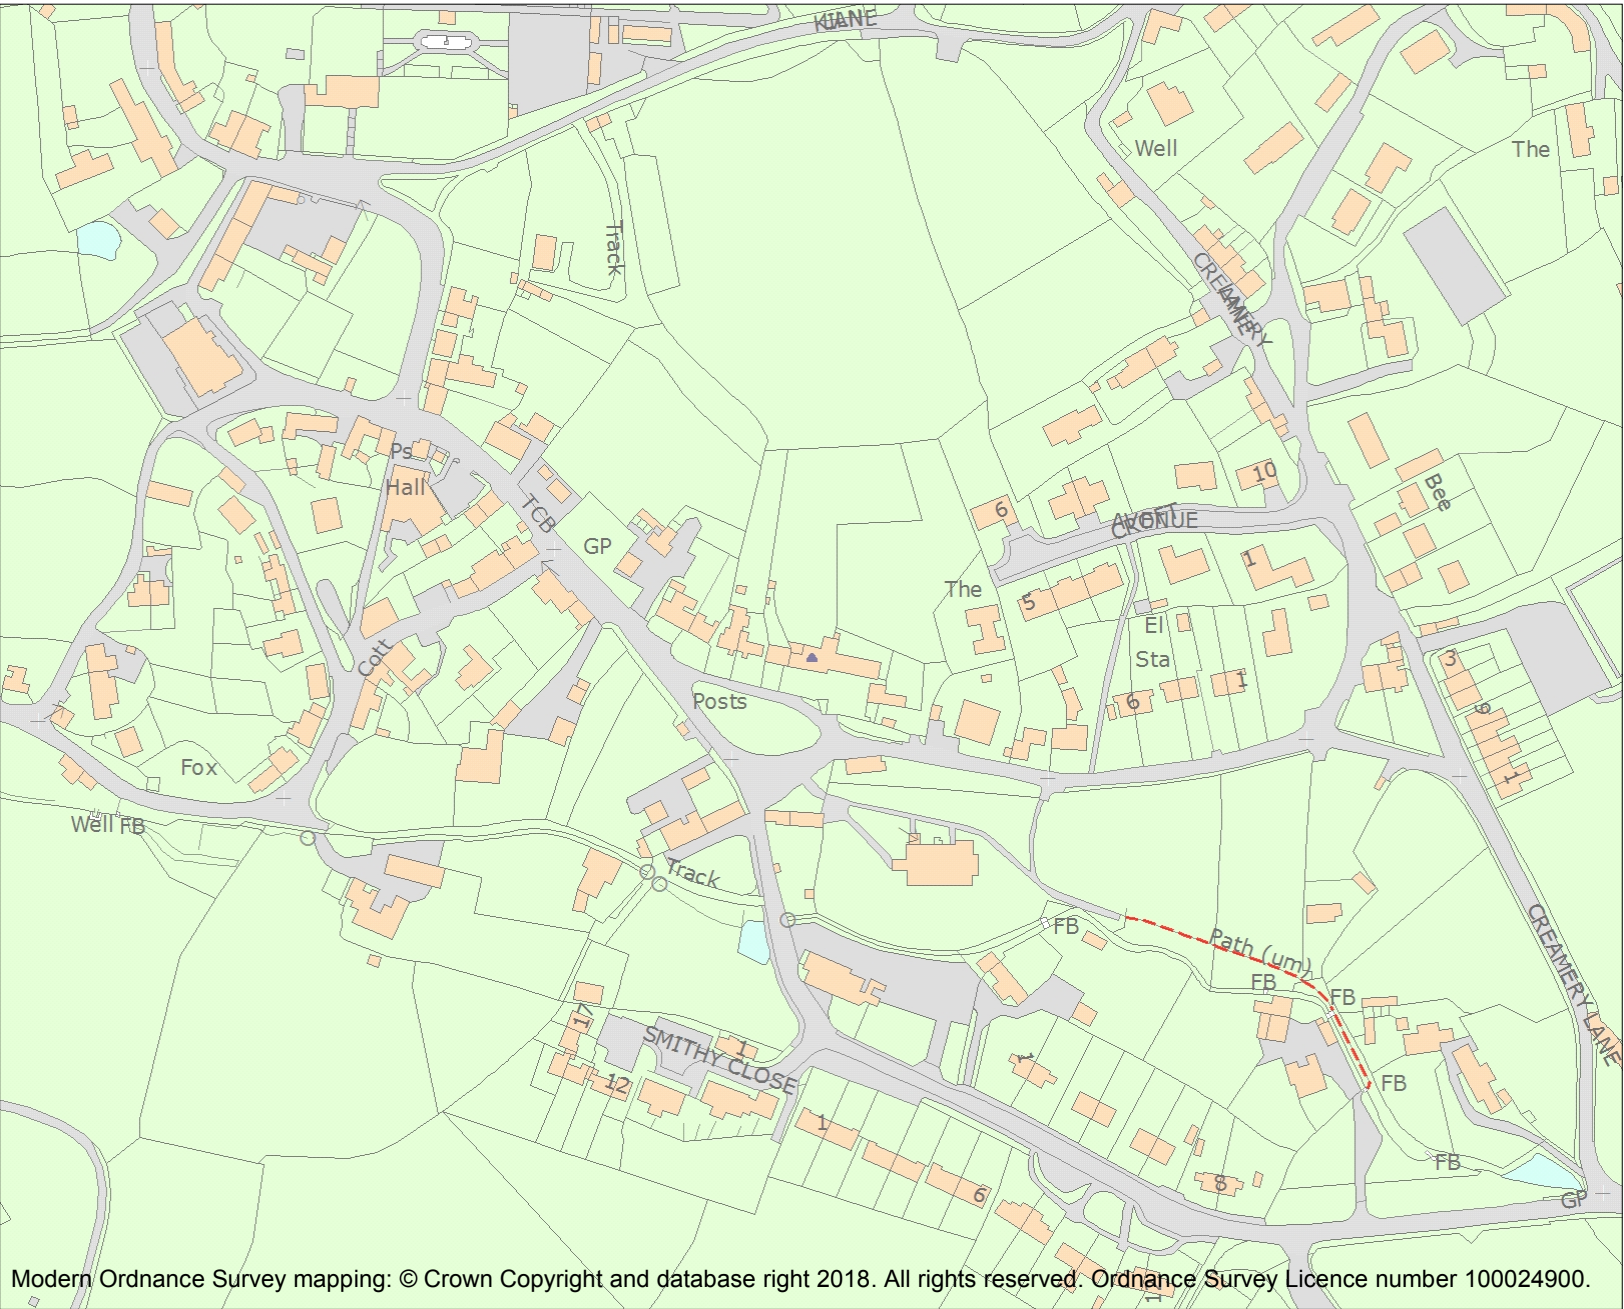 LANE
Well
The
Track
CREAMERY
LANE
Ps
Hall
TCB
GP
10
6
CROFT
AVENUE
Bee
The
5
1
El
Sta
Cott
3
9
1
6
1
Posts
Fox
Well FB
Track
FB
Path (um)
FB
FB
CREAMERY LANE
17
SMITHY CLOSE
1
12
1
FB
1
6
8
FB
GP
Modern Ordnance Survey mapping: © Crown Copyright and database right 2018. All rights reserved. Ordnance Survey Licence number 100024900.